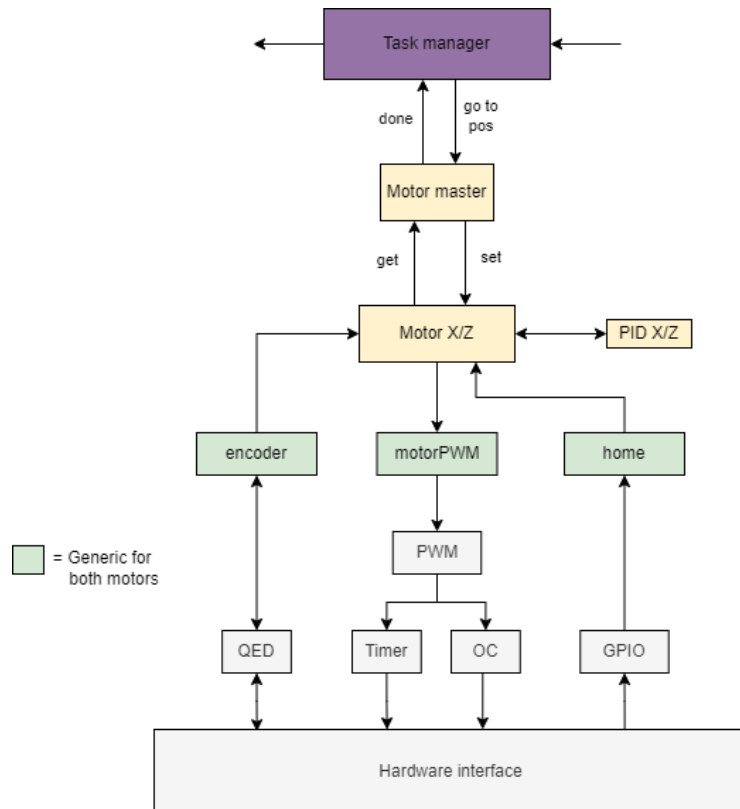 Task manager
done
go to
pos
Motor master
get
set
Motor X/Z
PID X/Z
encoder
motorPWM
home
= Generic for
both motors
PWM
QED
Timer
OC
GPIO
Hardware interface